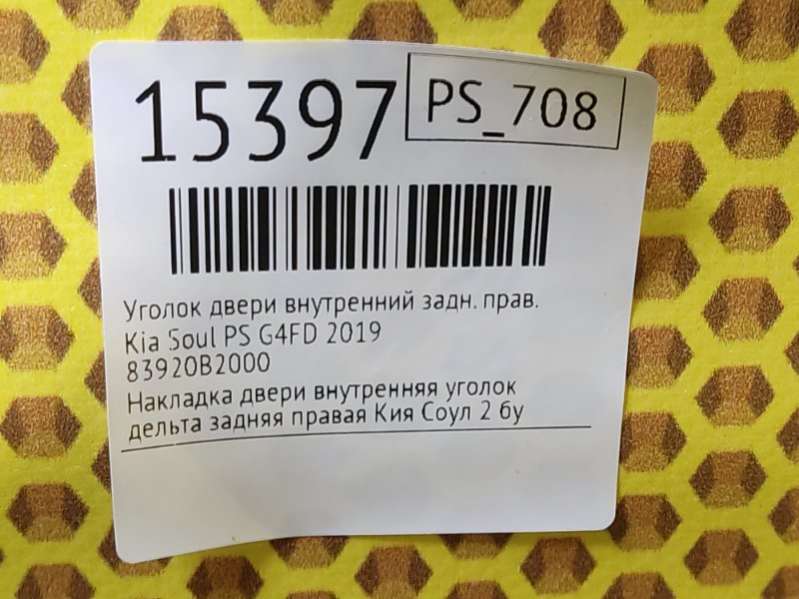 15397
PS_708
Уголок двери внутренний задн. прав.
Kia Soul PS G4FD 2019
83920B2000
Накладка двери внутренняя уголок
дельта задняя правая Кия Соул 2 бу